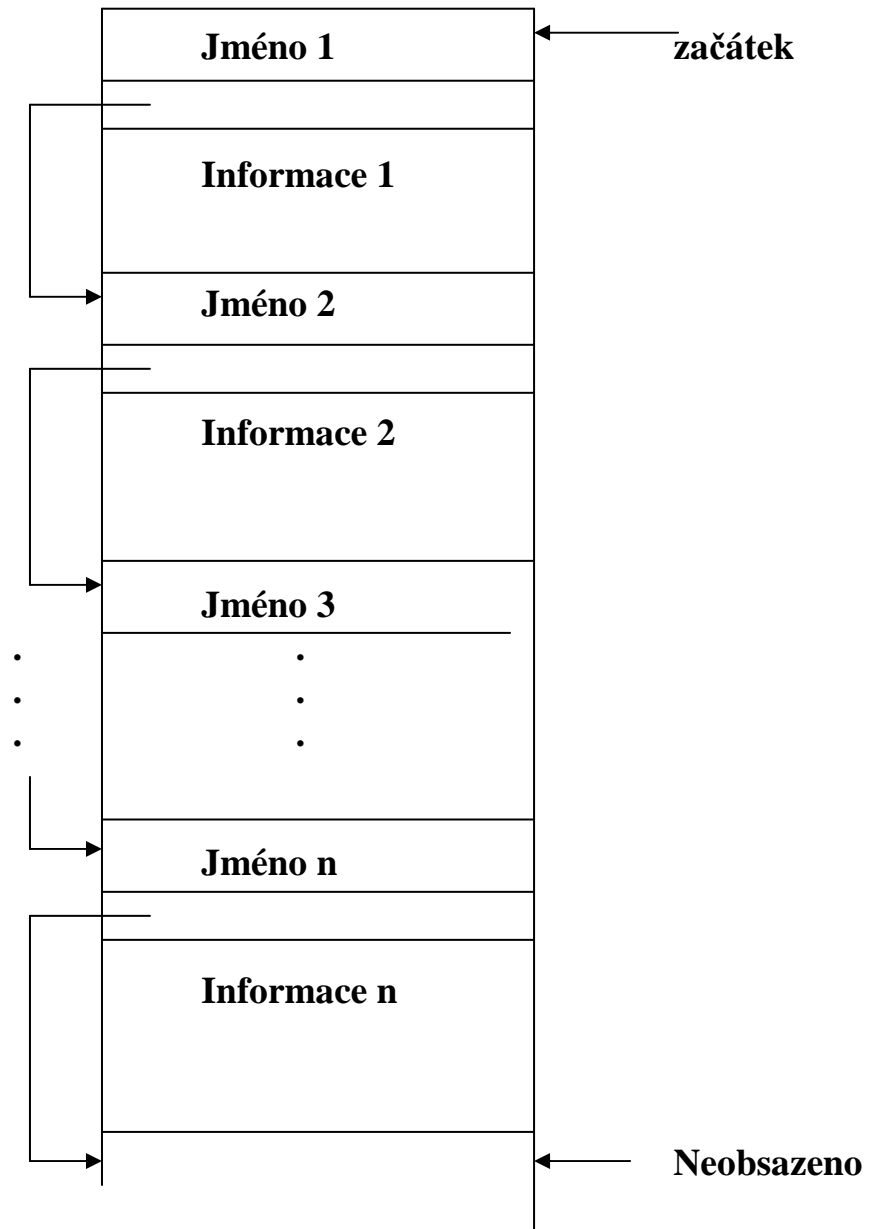 Jméno 1
začátek
Informace 1
Jméno 2
Informace 2
Jméno 3
.
.
.
.
.
.
Jméno n
Informace n
Neobsazeno